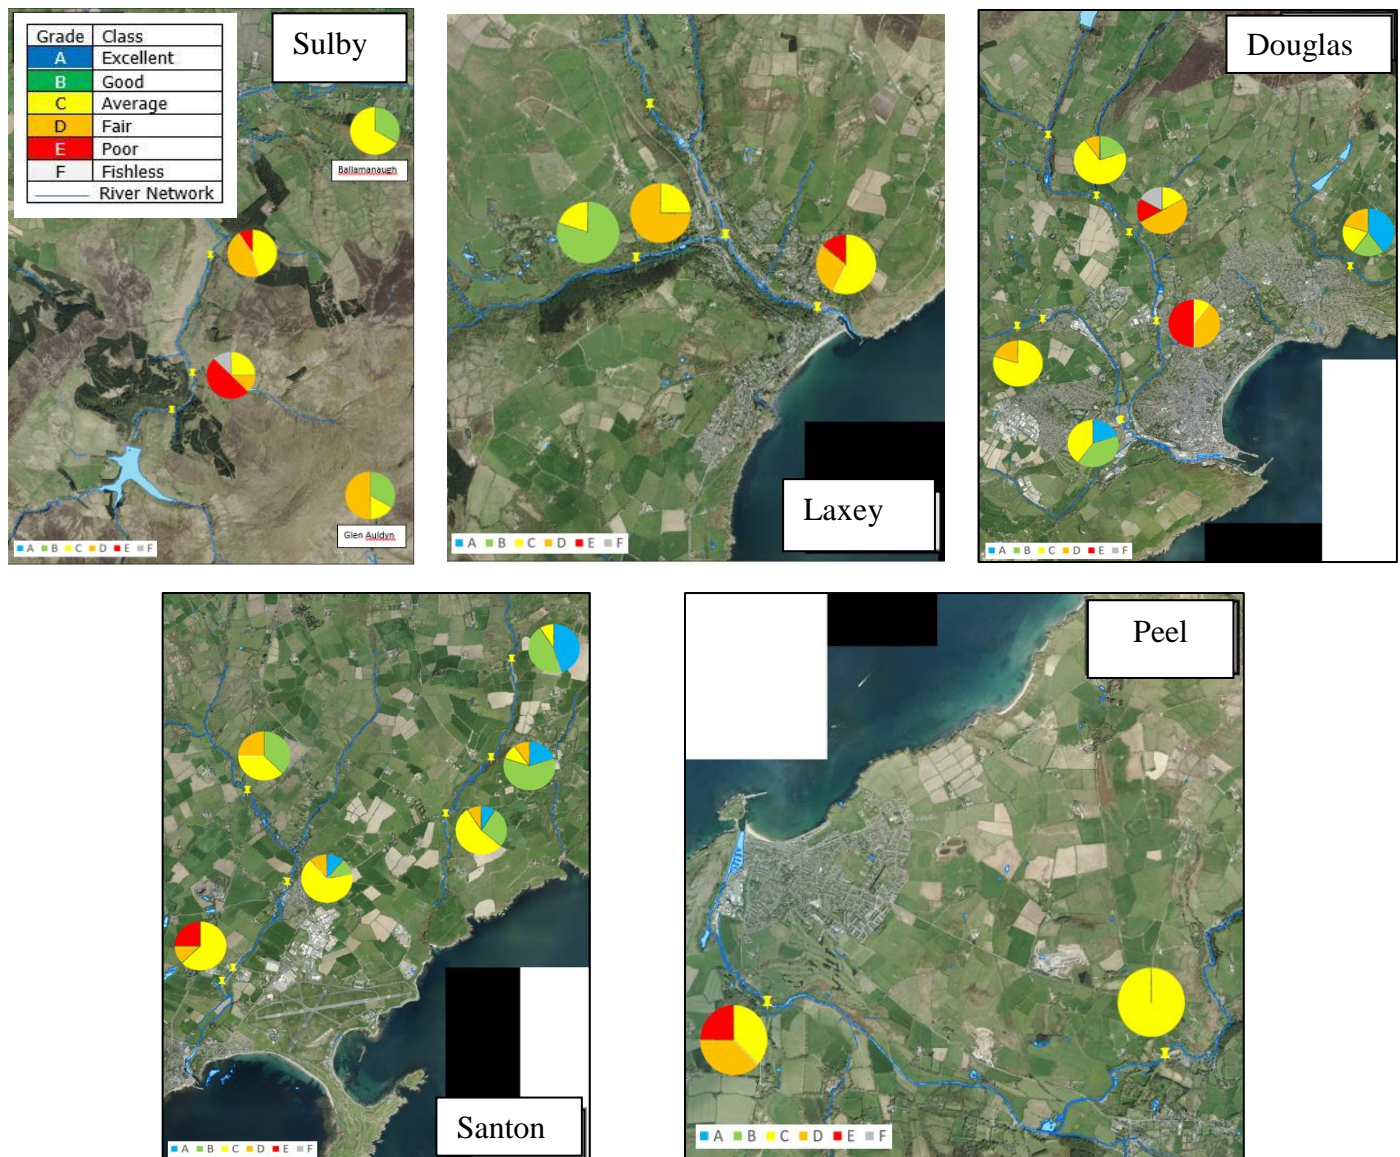 Grade Class
A Excellent
B Good
C Average
D Fair
E Poor
F Fishless
River Network
Sulby
Ballamanaugh
Glen Auldyn
A B C D E F
Laxey
A B C D E F
Douglas
A B C D E F
Santon
A B C D E F
Peel
A B C D E F